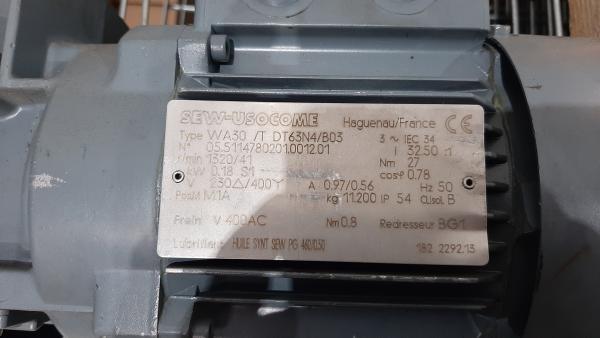 SEW-USOCOME Haguenau/France CE
Type WA30 /T DT63N4/B03 3 ~ IEC 34
N° 05.5114780201.0012.01 i 32.50 :1
r/min 1320/41 Nm 27
kW 0.18 S1 cosφ 0.78
V 230△/400Y A 0.97/0.56 Hz 50
PosM M1A kg 11.200 IP 54 Cl.isol. B
Frein V 400AC Nm 0.8 Redresseur BG1
Lubrifiant HUILE SYNT SEW PG 460/0.50 182 2292.13